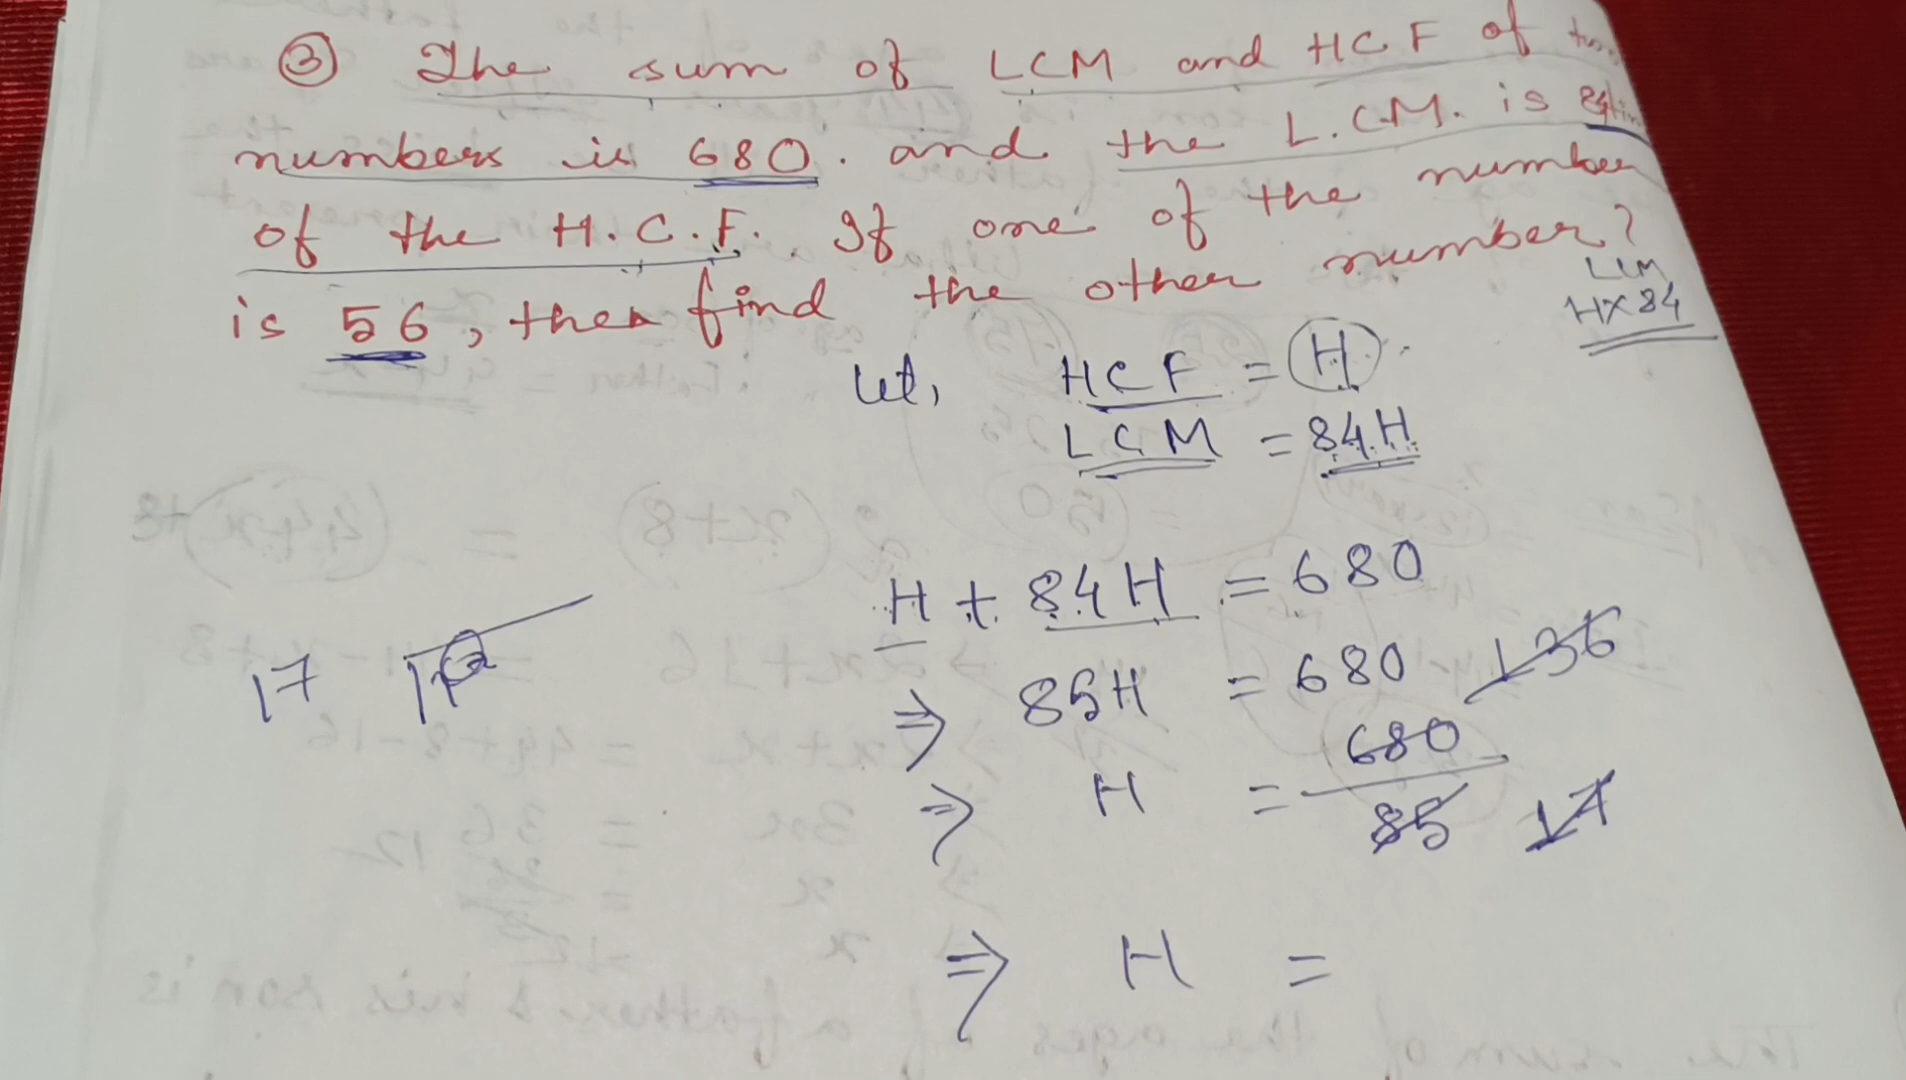 ③ The sum of LCM and HCF of two
numbers is 680. and the L.C.M. is 84
of the H.C.F. If one of the number
is 56, then find the other number?
LCM
H×84
Let, HCF = H
LCM = 84H
H + 84H = 680
⇒ 85H = 680 136
⇒ H = 680/85 17
17
⇒ H =